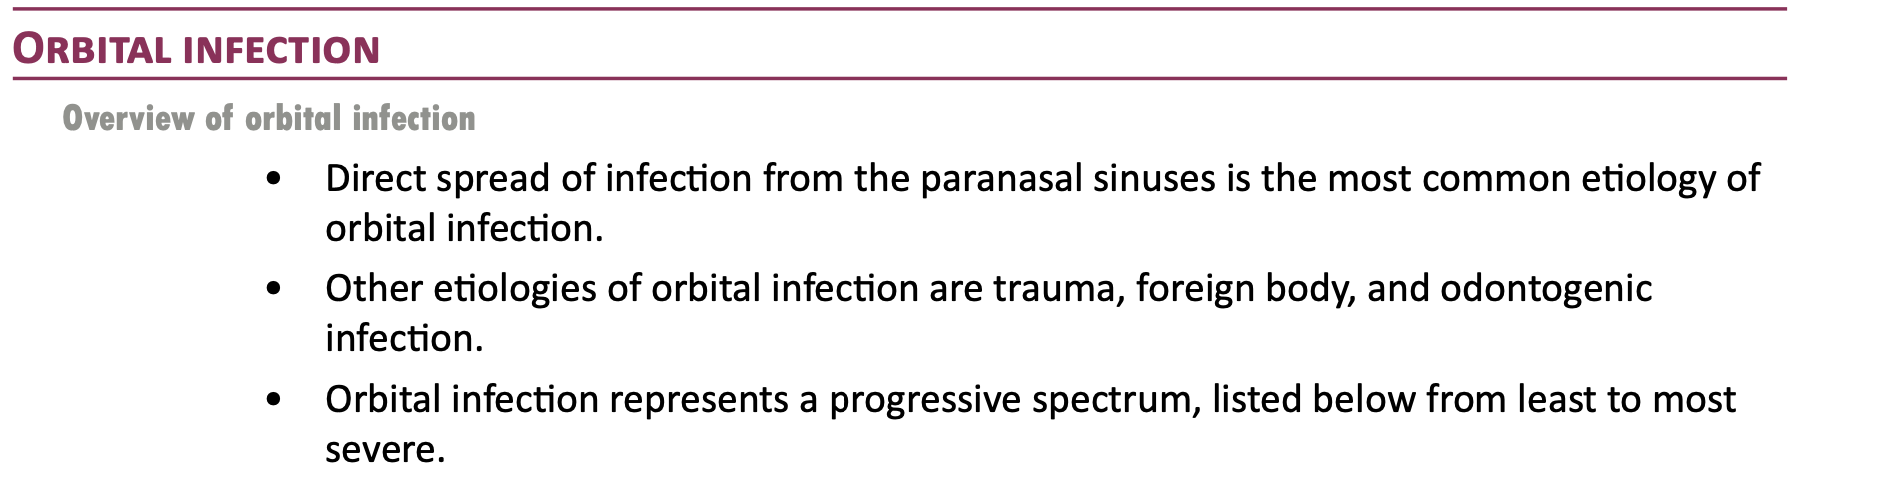 ORBITAL INFECTION
Overview of orbital infection
• Direct spread of infection from the paranasal sinuses is the most common etiology of
orbital infection.
• Other etiologies of orbital infection are trauma, foreign body, and odontogenic
infection.
• Orbital infection represents a progressive spectrum, listed below from least to most
severe.